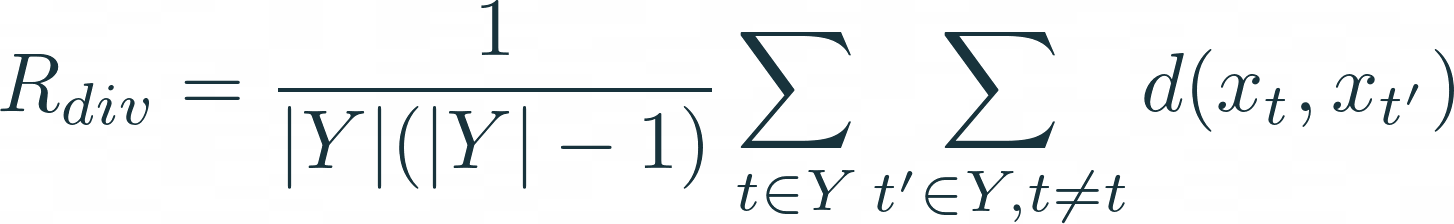 R_{div} = \frac{1}{|Y|(|Y| - 1)} \sum_{t \in Y} \sum_{t' \in Y, t \neq t} d(x_t, x_{t'})